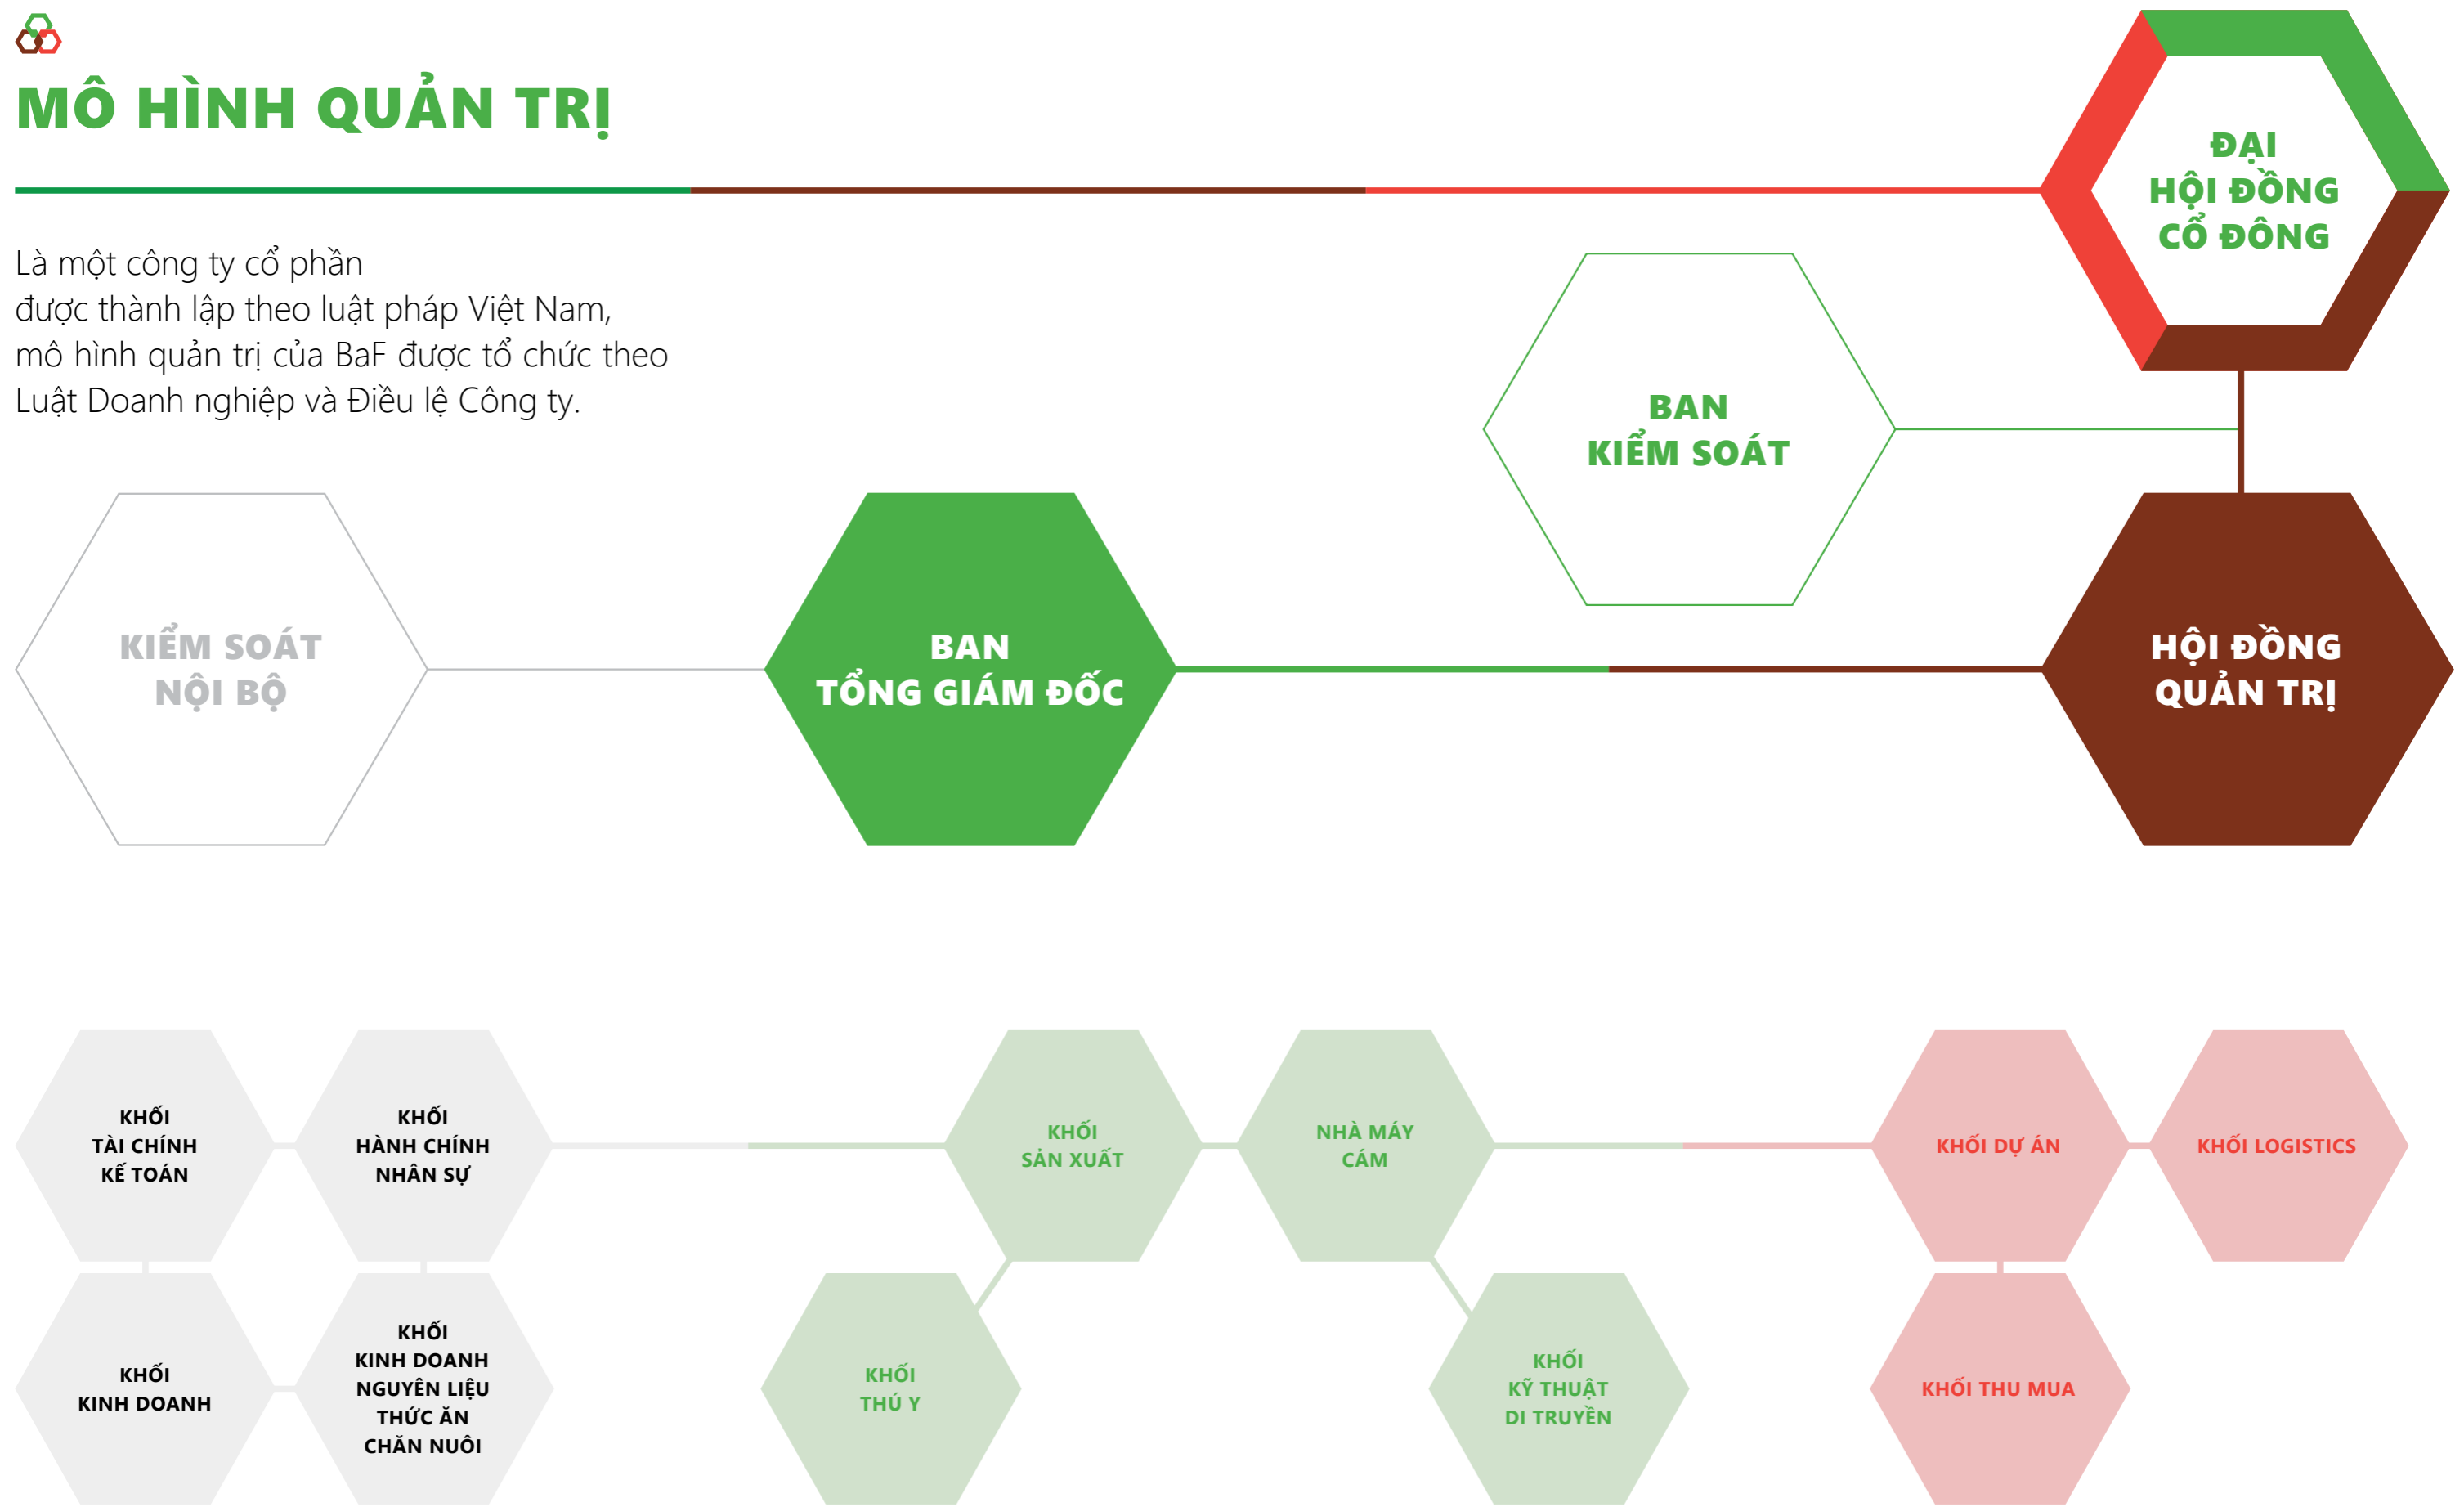 MÔ HÌNH QUẢN TRỊ
Là một công ty cổ phần
được thành lập theo luật pháp Việt Nam,
mô hình quản trị của BaF được tổ chức theo
Luật Doanh nghiệp và Điều lệ Công ty.
ĐẠI
HỘI ĐỒNG
CỔ ĐÔNG
BAN
KIỂM SOÁT
KIỂM SOÁT
NỘI BỘ
BAN
TỔNG GIÁM ĐỐC
HỘI ĐỒNG
QUẢN TRỊ
KHỐI
TÀI CHÍNH
KẾ TOÁN
KHỐI
HÀNH CHÍNH
NHÂN SỰ
KHỐI
SẢN XUẤT
NHÀ MÁY
CÁM
KHỐI DỰ ÁN
KHỐI LOGISTICS
KHỐI
KINH DOANH
KHỐI
KINH DOANH
NGUYÊN LIỆU
THỨC ĂN
CHĂN NUÔI
KHỐI
THÚ Y
KHỐI
KỸ THUẬT
DI TRUYỀN
KHỐI THU MUA